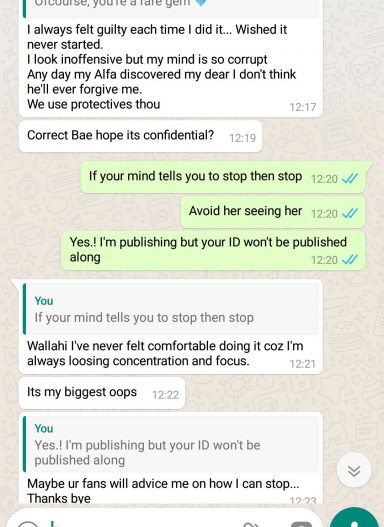 Ofcourse, you're a rare gem 💎
I always felt guilty each time I did it... Wished it
never started.
I look inoffensive but my mind is so corrupt
Any day my Alfa discovered my dear I don't think
he'll ever forgive me.
We use protectives thou
12:17
Correct Bae hope its confidential?
12:19
If your mind tells you to stop then stop
12:20
Avoid her seeing her
12:20
Yes.! I'm publishing but your ID won't be published
along
12:20
You
If your mind tells you to stop then stop
Wallahi I've never felt comfortable doing it coz I'm
always loosing concentration and focus.
12:21
Its my biggest oops
12:22
You
Yes.! I'm publishing but your ID won't be
published along
Maybe ur fans will advice me on how I can stop...
Thanks bye
12:23